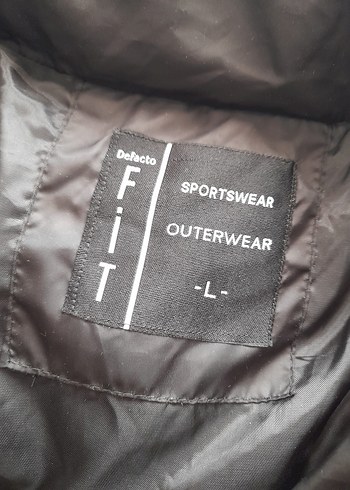 DeFacto
FiT
SPORTSWEAR
OUTERWEAR
-L-